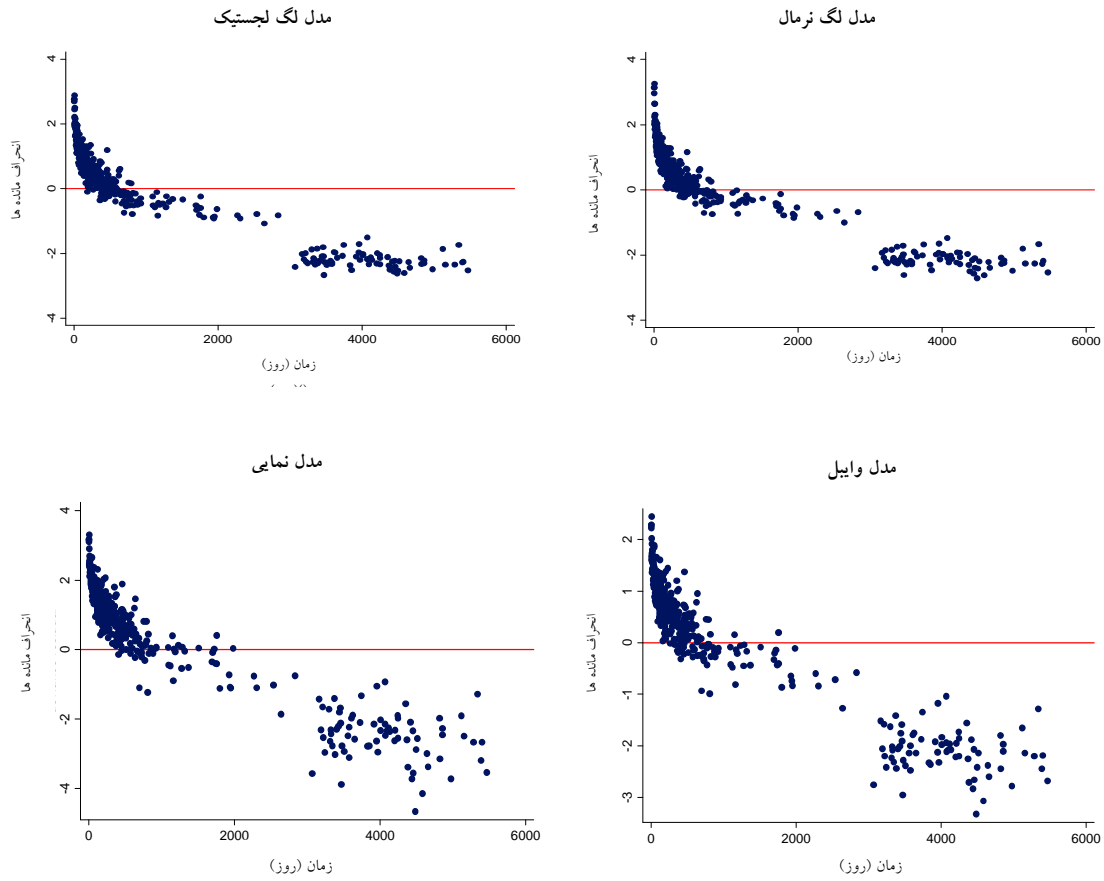 مدل لگ لجستیک
4
2
0
-2
-4
انحراف مانده ها
0 2000 4000 6000
زمان (روز)
مدل لگ نرمال
4
2
0
-2
-4
انحراف مانده ها
0 2000 4000 6000
زمان (روز)
مدل نمایی
4
2
0
-2
-4
انحراف مانده ها
0 2000 4000 6000
زمان (روز)
مدل وایبل
2
1
0
-1
-2
-3
انحراف مانده ها
0 2000 4000 6000
زمان (روز)